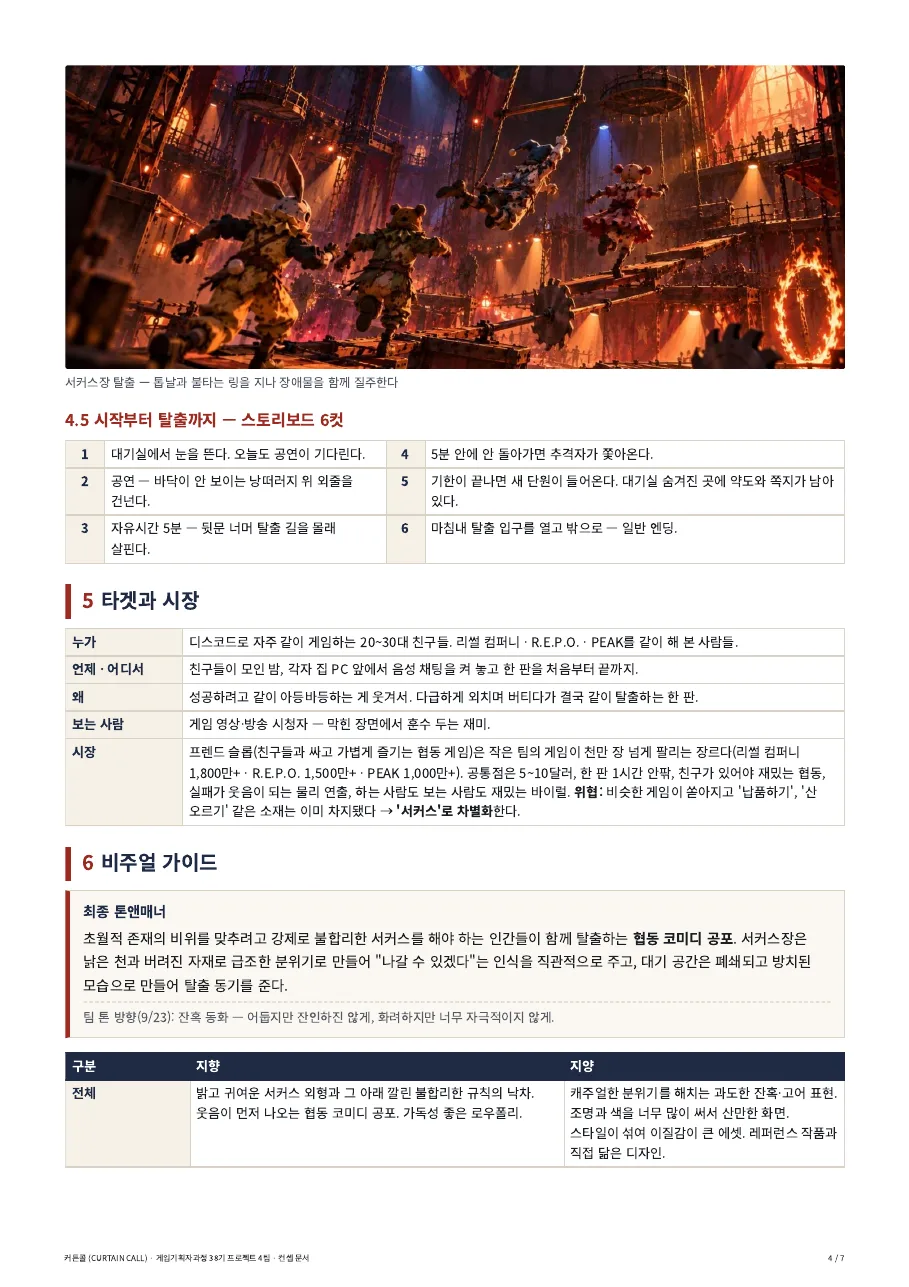 서커스장 탈출 — 톱날과 불타는 링을 지나 장애물을 함께 질주한다
4.5 시작부터 탈출까지 — 스토리보드 6컷
1 대기실에서 눈을 뜬다. 오늘도 공연이 기다린다.
4 5분 안에 안 돌아가면 추격자가 쫓아온다.
2 공연 — 바닥이 안 보이는 낭떠러지 위 외줄을
건넌다.
5 기한이 끝나면 새 단원이 들어온다. 대기실 숨겨진 곳에 약도와 쪽지가 남아
있다.
3 자유시간 5분 — 뒷문 너머 탈출 길을 몰래
살핀다.
6 마침내 탈출 입구를 열고 밖으로 — 일반 엔딩.
5 타겟과 시장
누가 디스코드로 자주 같이 게임하는 20~30대 친구들. 리썰 컴퍼니 · R.E.P.O. · PEAK를 같이 해 본 사람들.
언제 · 어디서 친구들이 모인 밤, 각자 집 PC 앞에서 음성 채팅을 켜 놓고 한 판을 처음부터 끝까지.
왜 성공하려고 같이 아등바등하는 게 웃겨서. 다급하게 외치며 버티다가 결국 같이 탈출하는 한 판.
보는 사람 게임 영상·방송 시청자 — 막힌 장면에서 훈수 두는 재미.
시장 프렌드 슬롭(친구들과 싸고 가볍게 즐기는 협동 게임)은 작은 팀의 게임이 천만 장 넘게 팔리는 장르다(리썰 컴퍼니
1,800만+ · R.E.P.O. 1,500만+ · PEAK 1,000만+). 공통점은 5~10달러, 한 판 1시간 안팎, 친구가 있어야 재밌는 협동,
실패가 웃음이 되는 물리 연출, 하는 사람도 보는 사람도 재밌는 바이럴. 위협: 비슷한 게임이 쏟아지고 '납품하기', '산
오르기' 같은 소재는 이미 차지됐다 → '서커스'로 차별화한다.
6 비주얼 가이드
최종 톤앤매너
초월적 존재의 비위를 맞추려고 강제로 불합리한 서커스를 해야 하는 인간들이 함께 탈출하는 협동 코미디 공포. 서커스장은
낡은 천과 버려진 자재로 급조한 분위기로 만들어 "나갈 수 있겠다"는 인식을 직관적으로 주고, 대기 공간은 폐쇄되고 방치된
모습으로 만들어 탈출 동기를 준다.
팀 톤 방향(9/23): 잔혹 동화 — 어둡지만 잔인하진 않게, 화려하지만 너무 자극적이지 않게.
구분 지향 지양
전체 밝고 귀여운 서커스 외형과 그 아래 깔린 불합리한 규칙의 낙차.
웃음이 먼저 나오는 협동 코미디 공포. 가독성 좋은 로우폴리.
캐주얼한 분위기를 해치는 과도한 잔혹·고어 표현.
조명과 색을 너무 많이 써서 산만한 화면.
스타일이 섞여 이질감이 큰 에셋. 레퍼런스 작품과
직접 닮은 디자인.
커튼콜 (CURTAIN CALL) · 게임기획자과정 38기 프로젝트 4팀 · 컨셉 문서
4 / 7